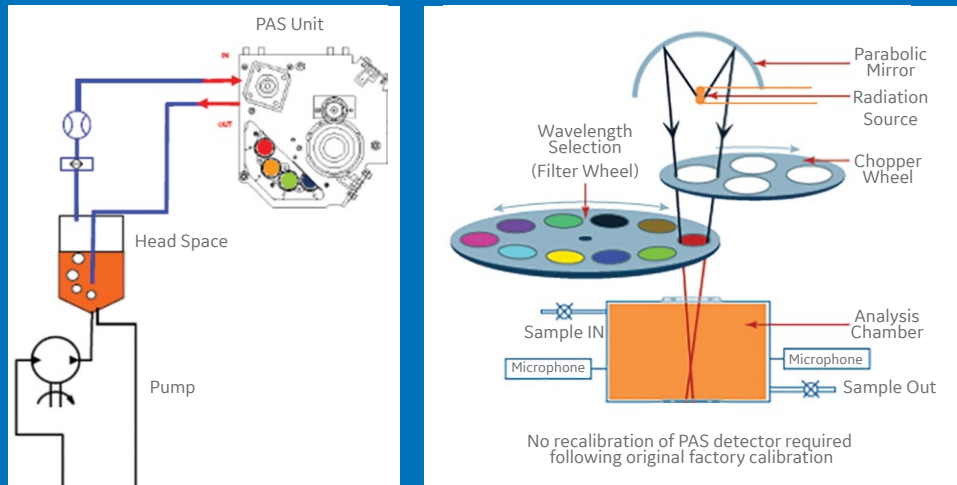 PAS Unit
IN
OUT
Head Space
Pump
Parabolic
Mirror
Radiation
Source
Wavelength
Selection
(Filter Wheel)
Chopper
Wheel
Sample IN
Analysis
Chamber
Microphone
Microphone
Sample Out
No recalibration of PAS detector required
following original factory calibration